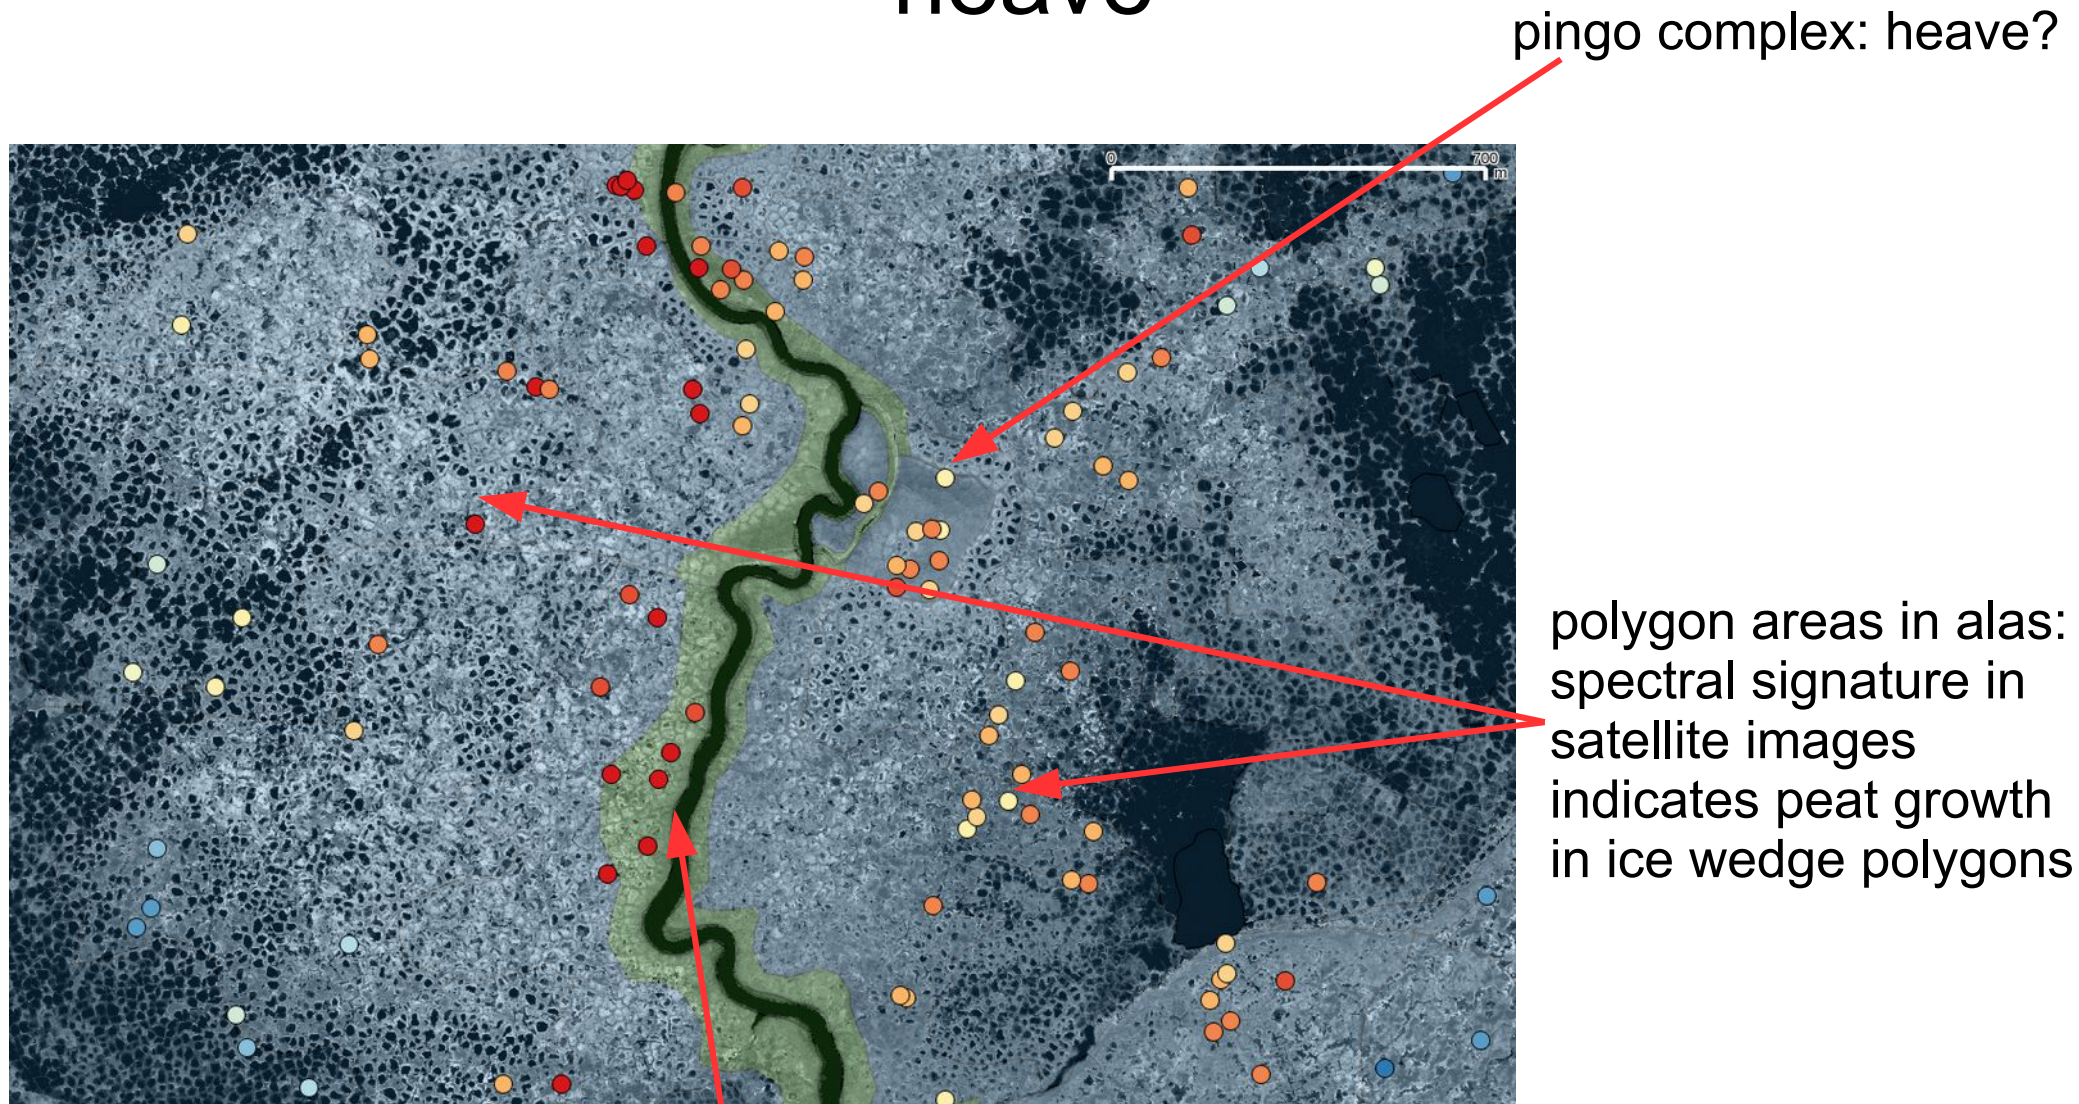 heave
pingo complex: heave?
0 700
m
polygon areas in alas:
spectral signature in
satellite images
indicates peat growth
in ice wedge polygons